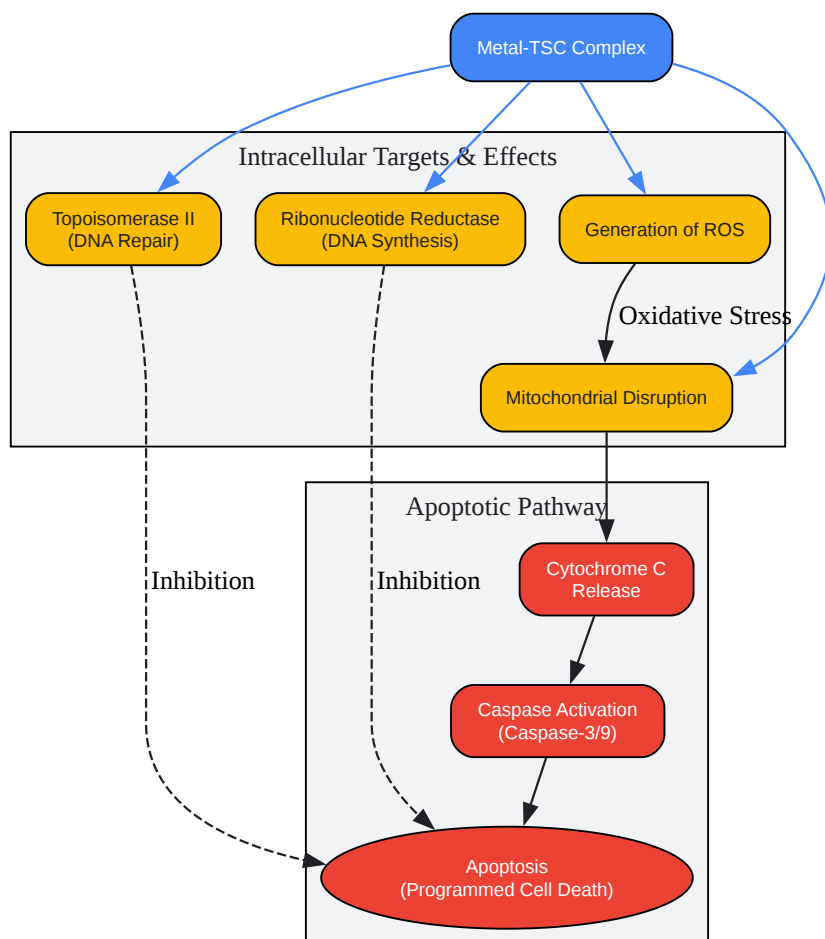 Metal-TSC Complex
Intracellular Targets & Effects
Topoisomerase II
(DNA Repair)
Ribonucleotide Reductase
(DNA Synthesis)
Generation of ROS
Oxidative Stress
Mitochondrial Disruption
Apoptotic Pathway
Cytochrome C
Release
Inhibition
Inhibition
Caspase Activation
(Caspase-3/9)
Apoptosis
(Programmed Cell Death)